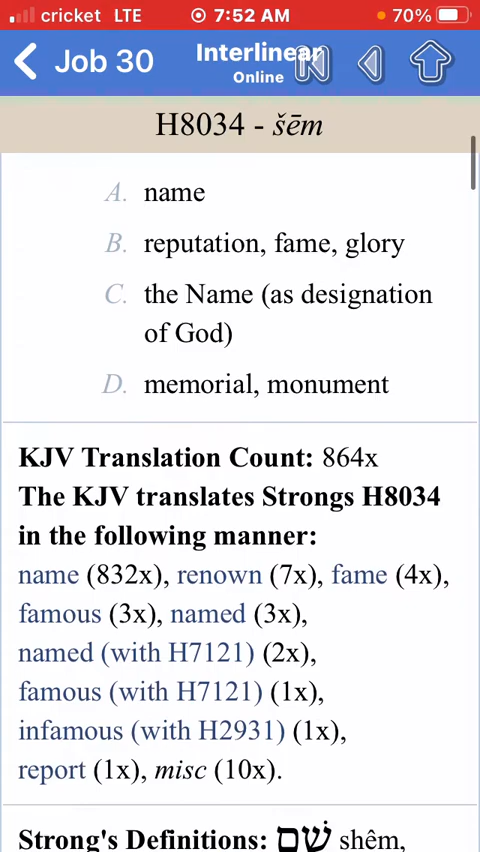 cricket LTE 7:52 AM 70%
Job 30 Interlinear
Online
H8034 - šēm
A. name
B. reputation, fame, glory
C. the Name (as designation
of God)
D. memorial, monument
KJV Translation Count: 864x
The KJV translates Strongs H8034
in the following manner:
name (832x), renown (7x), fame (4x),
famous (3x), named (3x),
named (with H7121) (2x),
famous (with H7121) (1x),
infamous (with H2931) (1x),
report (1x), misc (10x).
Strong's Definitions: שֵׁם shêm,